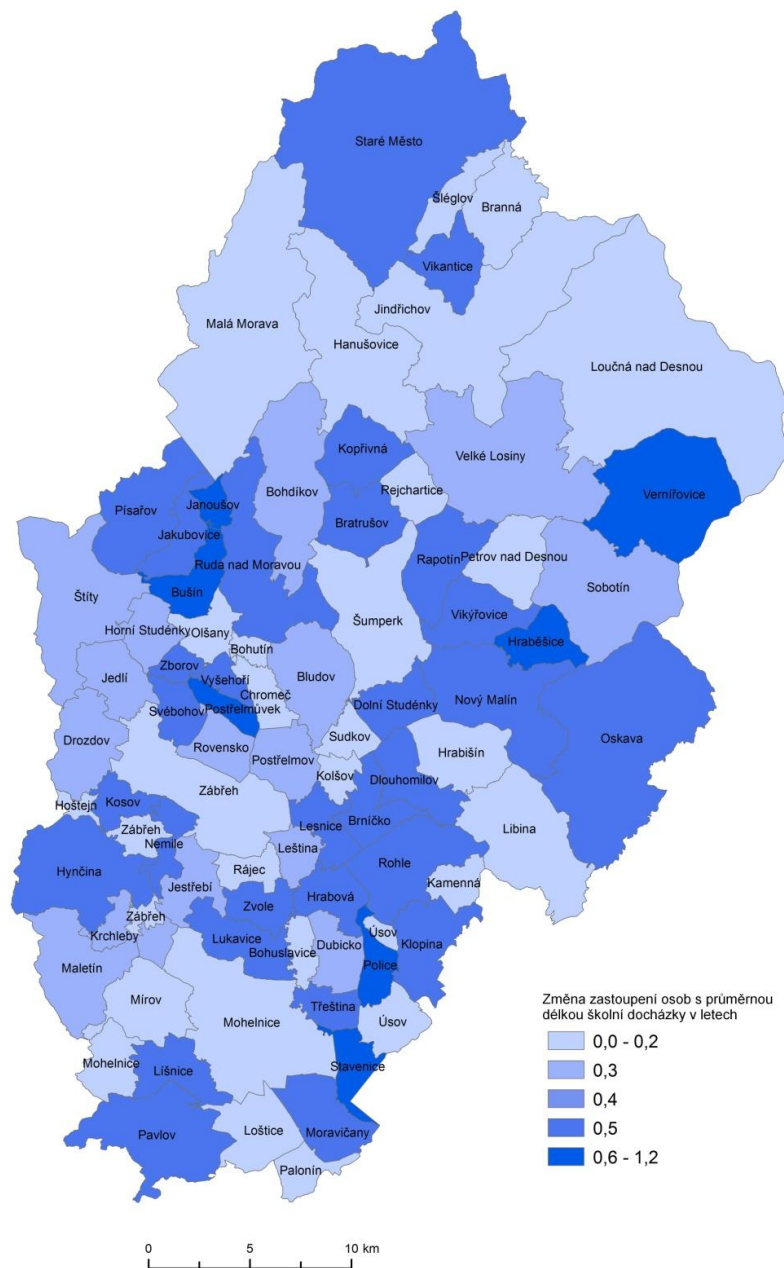 Staré Město
Šléglov
Branná
Vikantice
Jindřichov
Malá Morava
Hanušovice
Loučná nad Desnou
Kopřivná
Velké Losiny
Rejchartice
Bohdíkov
Vernířovice
Janoušov
Písařov
Bratrušov
Jakubovice
Rapotín
Petrov nad Desnou
Ruda nad Moravou
Sobotín
Bušín
Štíty
Vikýřovice
Šumperk
Horní Studénky
Olšany
Hraběšice
Bohutín
Zborov
Bludov
Jedlí
Vyšehoří
Chromeč
Nový Malín
Dolní Studénky
Postřelmůvek
Svébohov
Sudkov
Oskava
Drozdov
Rovensko
Hrabišín
Postřelmov
Kolšov
Dlouhomilov
Zábřeh
Hoštejn
Kosov
Lesnice
Brníčko
Libina
Zábřeh
Nemile
Leština
Rohle
Hynčina
Rájec
Kamenná
Jestřebí
Zvole
Hrabová
Zábřeh
Úsov
Krchleby
Lukavice
Dubicko
Klopina
Bohuslavice
Police
Maletín
Mírov
Třeština
Úsov
Mohelnice
Mohelnice
Stavenice
Líšnice
Pavlov
Loštice
Moravičany
Palonín
Změna zastoupení osob s průměrnou
délkou školní docházky v letech
0,0 - 0,2
0,3
0,4
0,5
0,6 - 1,2
0 5 10 km